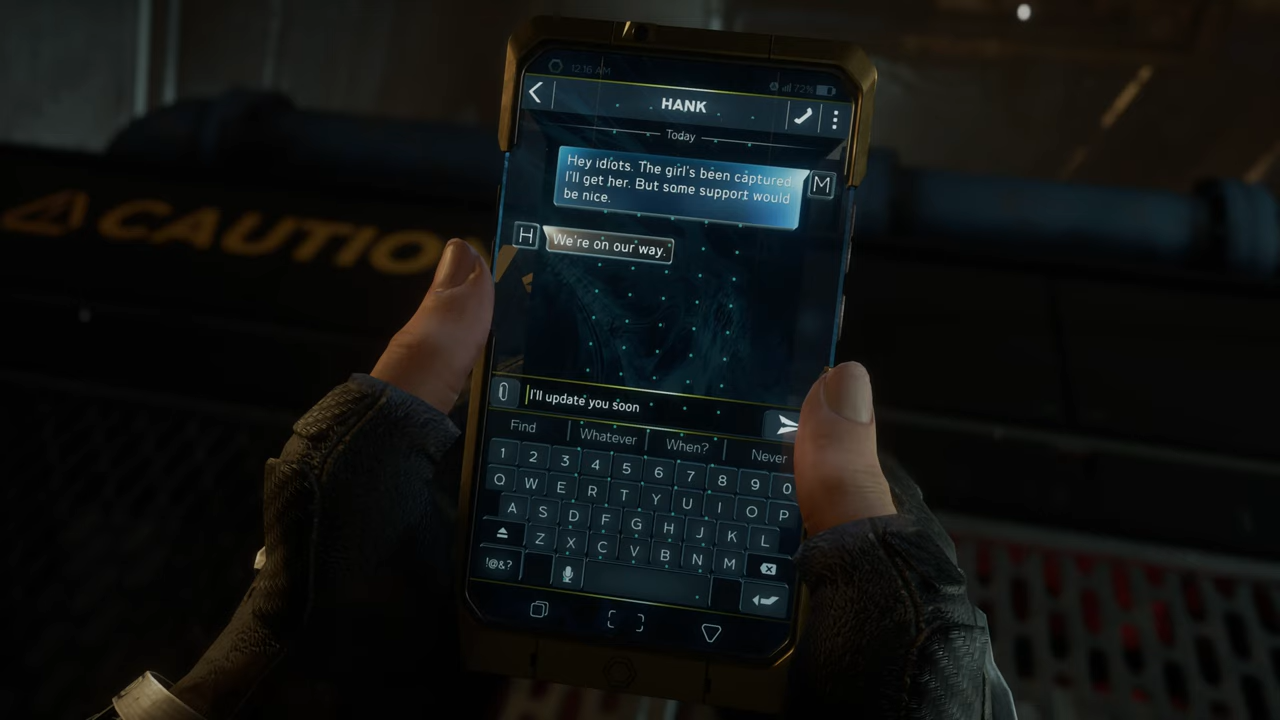 12:16 AM
72%
HANK
Today
Hey idiots. The girl's been captured
I'll get her. But some support would
be nice.
M
H
We're on our way.
CAUTION
I'll update you soon
Find Whatever When? Never
1 2 3 4 5 6 7 8 9 0
Q W E R T Y U I O P
A S D F G H J K L
Z X C V B N M
!@&?